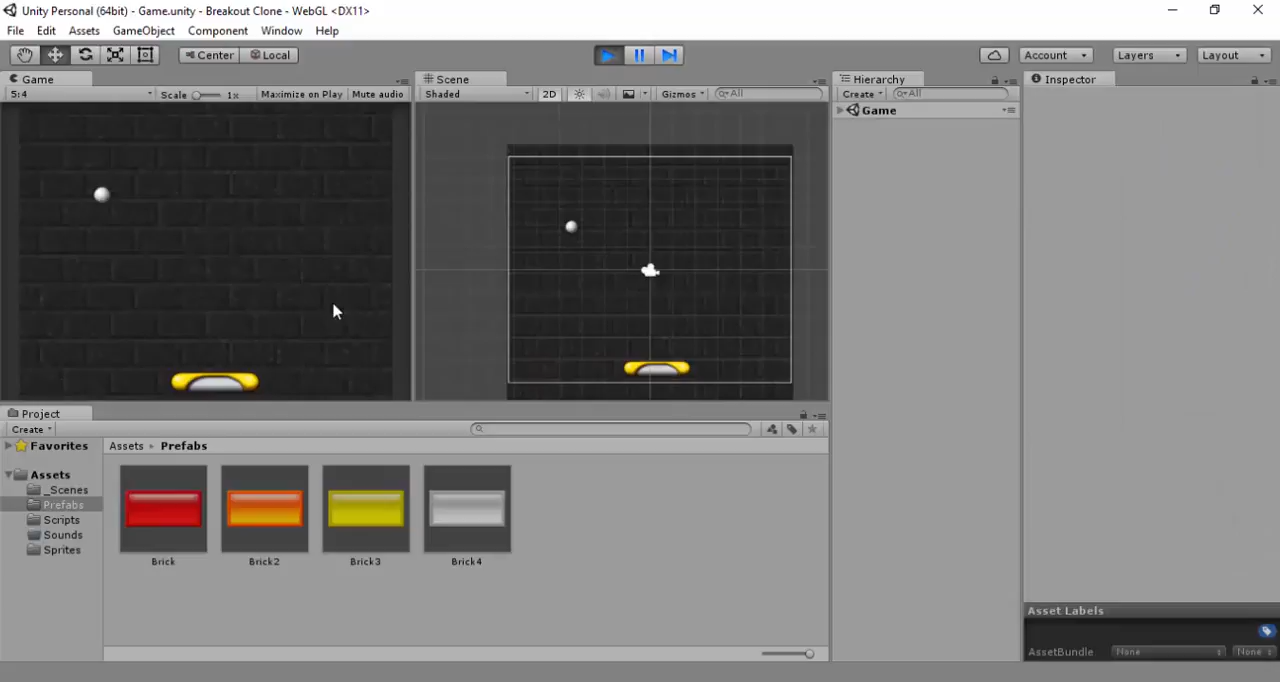 Unity Personal (64bit) - Game.unity - Breakout Clone - WebGL <DX11>
File Edit Assets GameObject Component Window Help
Center Local Account Layers Layout
Game Scene Hierarchy Inspector
5:4 Scale 1x Maximize on Play Mute audio Shaded 2D Gizmos All Create All
Game
Project
Create
Favorites Assets Prefabs
Assets
_Scenes
Prefabs
Scripts
Sounds
Sprites
Brick Brick2 Brick3 Brick4
Asset Labels
AssetBundle None None